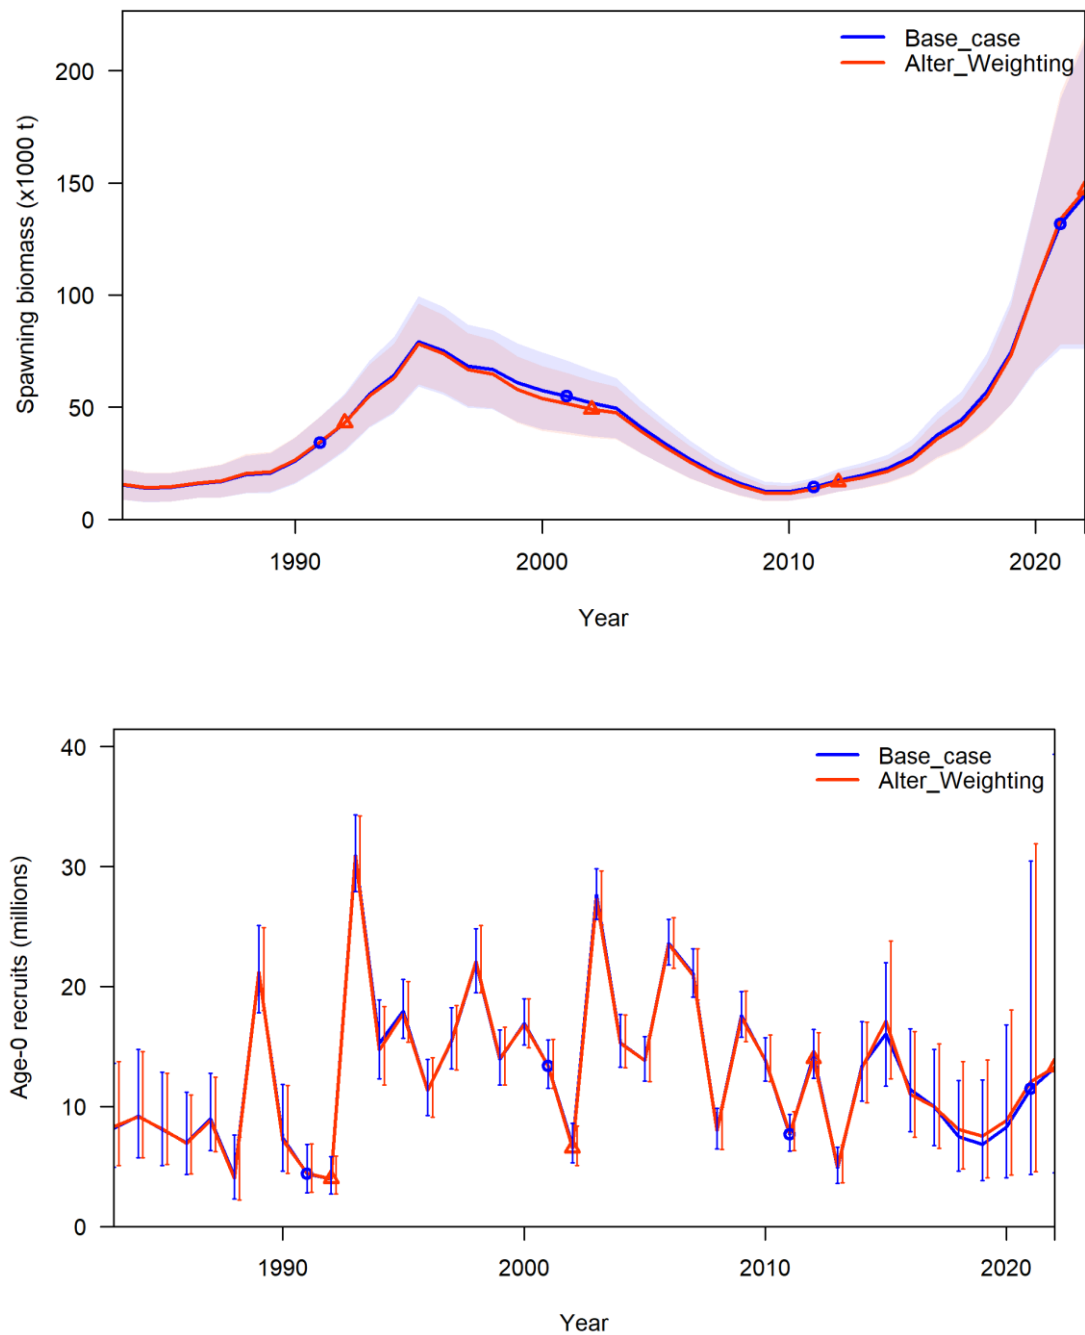 Base_case
Alter_Weighting
Spawning biomass (x1000 t)
200
150
100
50
0
1990 2000 2010 2020
Year
Base_case
Alter_Weighting
Age-0 recruits (millions)
40
30
20
10
0
1990 2000 2010 2020
Year